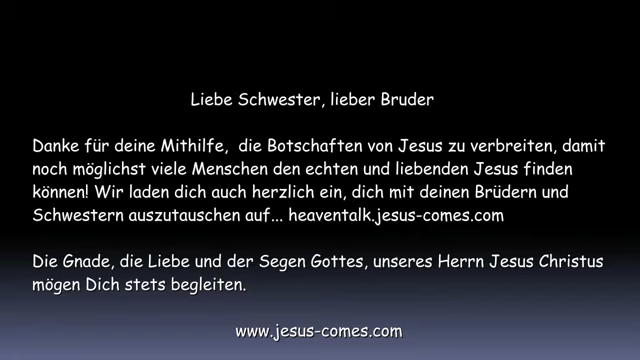 Liebe Schwester, lieber Bruder
Danke für deine Mithilfe, die Botschaften von Jesus zu verbreiten, damit
noch möglichst viele Menschen den echten und liebenden Jesus finden
können! Wir laden dich auch herzlich ein, dich mit deinen Brüdern und
Schwestern auszutauschen auf... heaventalk.jesus-comes.com
Die Gnade, die Liebe und der Segen Gottes, unseres Herrn Jesus Christus
mögen Dich stets begleiten.
www.jesus-comes.com